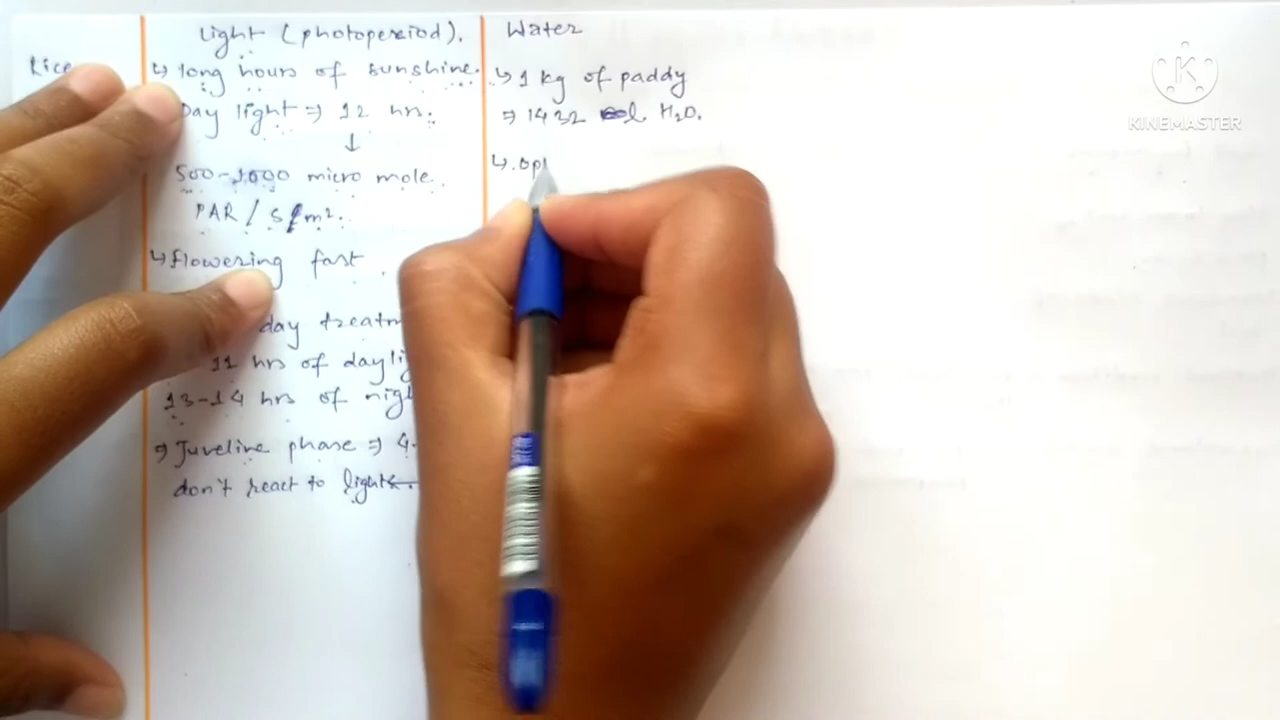 Light (photoperiod).
Water
Rice
↳ long hours of sunshine.
Day light ⇒ 12 hrs.
↓
500-1000 micro mole
PAR / s/m².
↳ flowering fast.
day treatm
11 hrs of dayli
13-14 hrs of nig
⇒ Juveline phase ⇒ 4-
don't react to light
↳ 1 kg of paddy
⇒ 1432 l H₂O.
↳ op
K
KINEMASTER